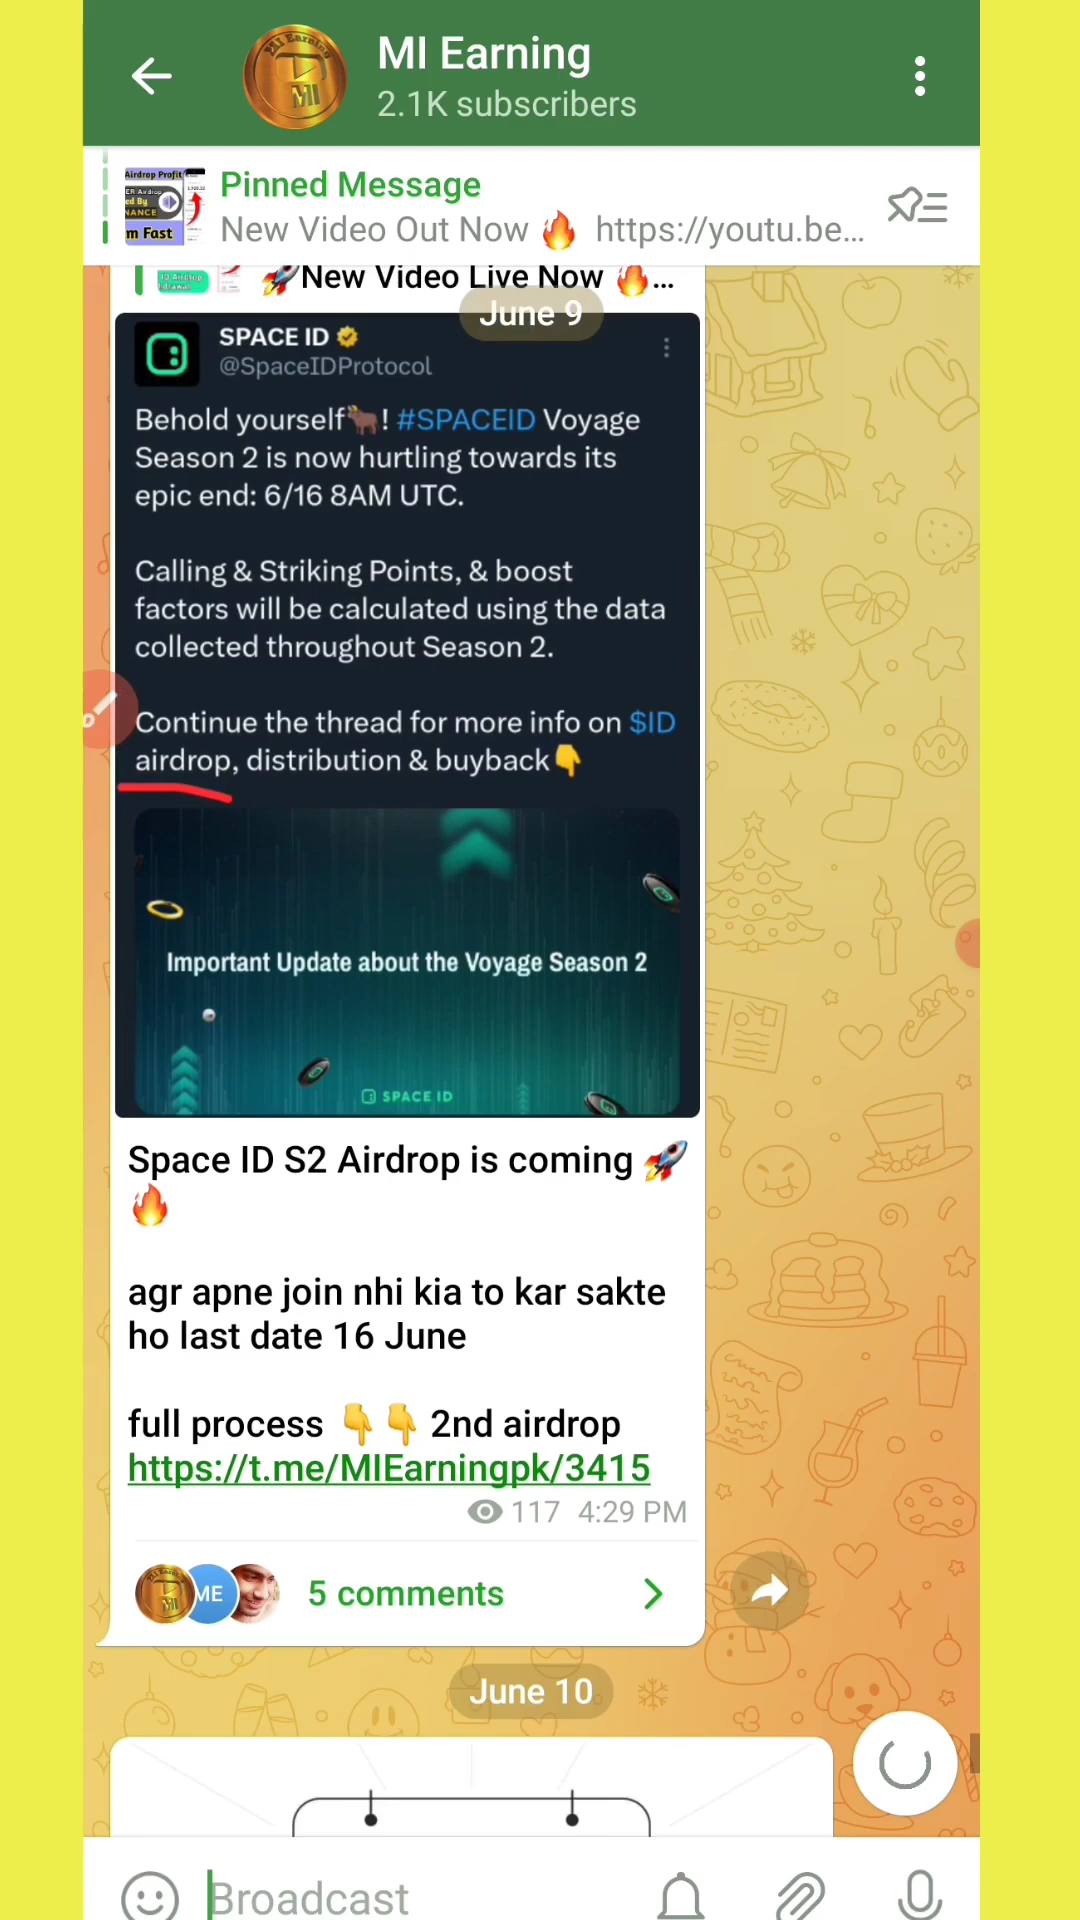 MI Earning
2.1K subscribers
Pinned Message
New Video Out Now 🔥 https://youtu.be...
Airdrop Profit
m Fast
🚀New Video Live Now 🔥...
June 9
SPACE ID
@SpaceIDProtocol
Behold yourself🐂! #SPACEID Voyage
Season 2 is now hurtling towards its
epic end: 6/16 8AM UTC.
Calling & Striking Points, & boost
factors will be calculated using the data
collected throughout Season 2.
Continue the thread for more info on $ID
airdrop, distribution & buyback👇
Important Update about the Voyage Season 2
SPACE ID
Space ID S2 Airdrop is coming 🚀
🔥
agr apne join nhi kia to kar sakte
ho last date 16 June
full process 👇👇 2nd airdrop
https://t.me/MIEarningpk/3415
117 4:29 PM
ME
5 comments
June 10
Broadcast